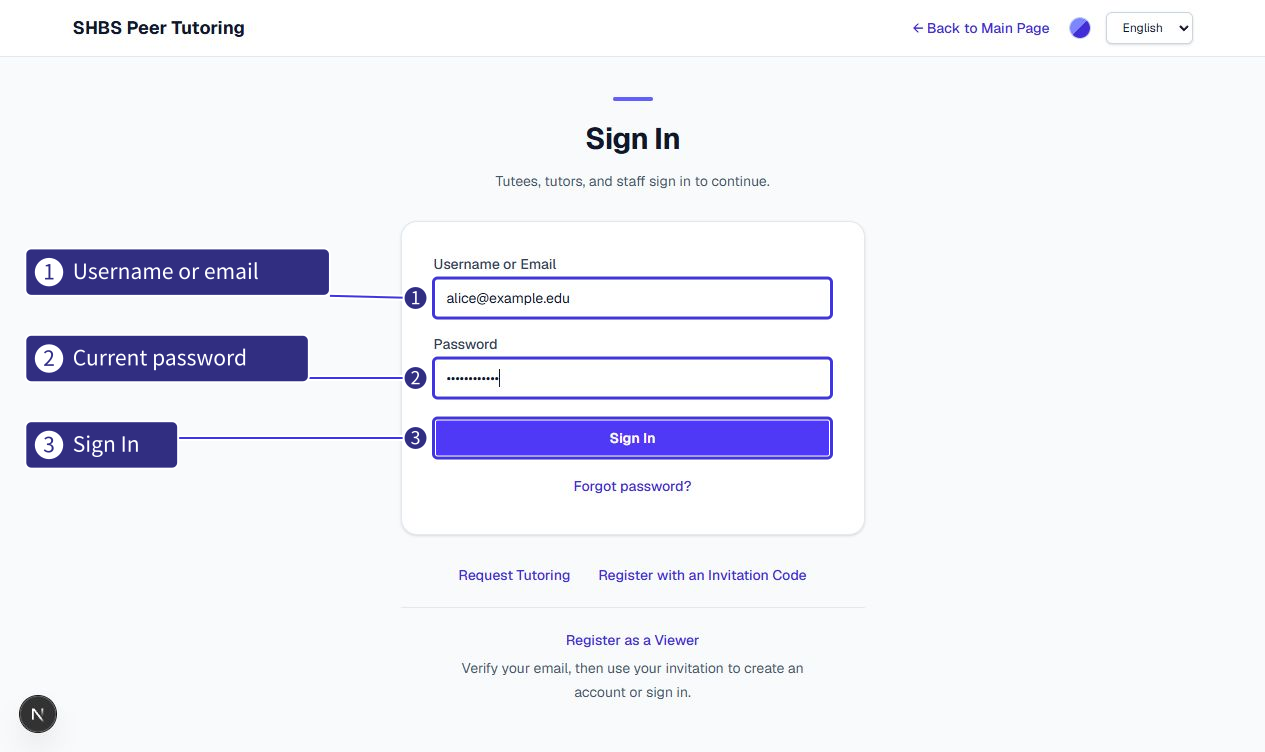 SHBS Peer Tutoring
← Back to Main Page
English
Sign In
Tutees, tutors, and staff sign in to continue.
1 Username or email
Username or Email
1
alice@example.edu
2 Current password
Password
2
••••••••••••
3 Sign In
3
Sign In
Forgot password?
Request Tutoring
Register with an Invitation Code
Register as a Viewer
Verify your email, then use your invitation to create an
account or sign in.
N